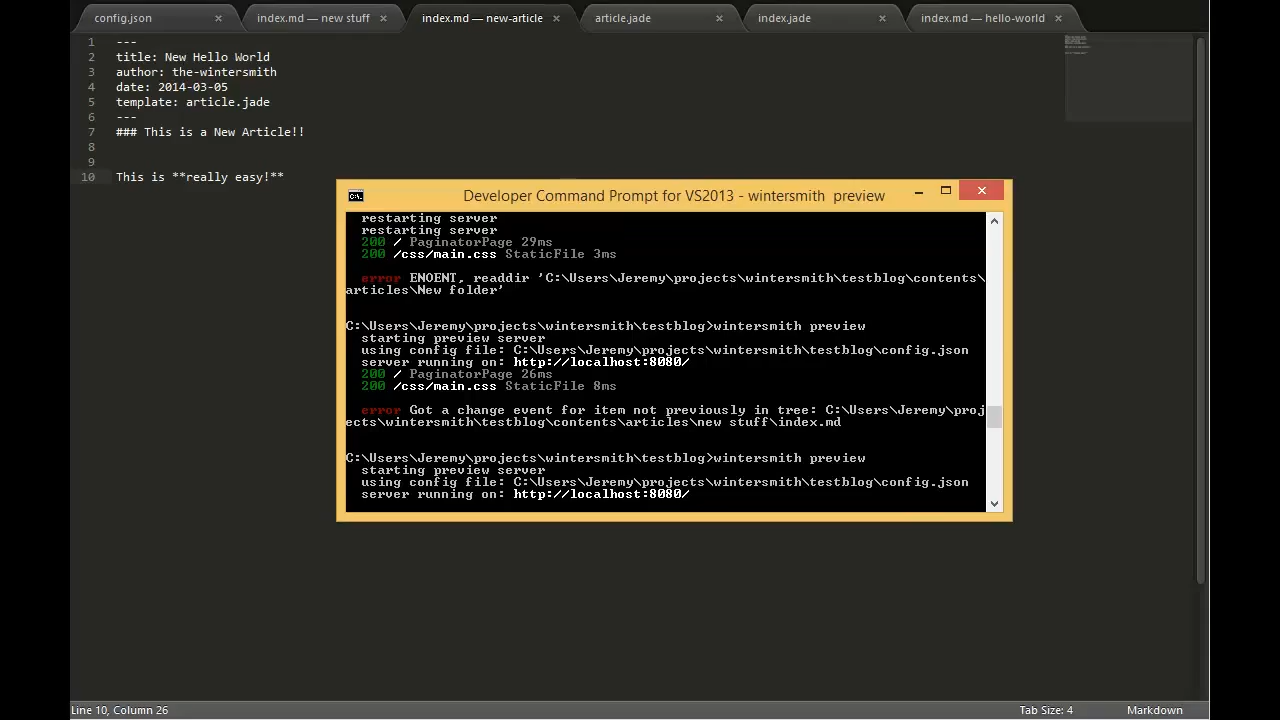 config.json ×
index.md — new stuff ×
index.md — new-article ×
article.jade ×
index.jade ×
index.md — hello-world ×
1 ---
2 title: New Hello World
3 author: the-wintersmith
4 date: 2014-03-05
5 template: article.jade
6 ---
7 ### This is a New Article!!
8
9
10 This is **really easy!**
Developer Command Prompt for VS2013 - wintersmith preview
restarting server
restarting server
200 / PaginatorPage 29ms
200 /css/main.css StaticFile 3ms
error ENOENT, readdir 'C:\Users\Jeremy\projects\wintersmith\testblog\contents\
articles\New folder'
C:\Users\Jeremy\projects\wintersmith\testblog>wintersmith preview
starting preview server
using config file: C:\Users\Jeremy\projects\wintersmith\testblog\config.json
server running on: http://localhost:8080/
200 / PaginatorPage 26ms
200 /css/main.css StaticFile 8ms
error Got a change event for item not previously in tree: C:\Users\Jeremy\proj
ects\wintersmith\testblog\contents\articles\new stuff\index.md
C:\Users\Jeremy\projects\wintersmith\testblog>wintersmith preview
starting preview server
using config file: C:\Users\Jeremy\projects\wintersmith\testblog\config.json
server running on: http://localhost:8080/
Line 10, Column 26
Tab Size: 4
Markdown